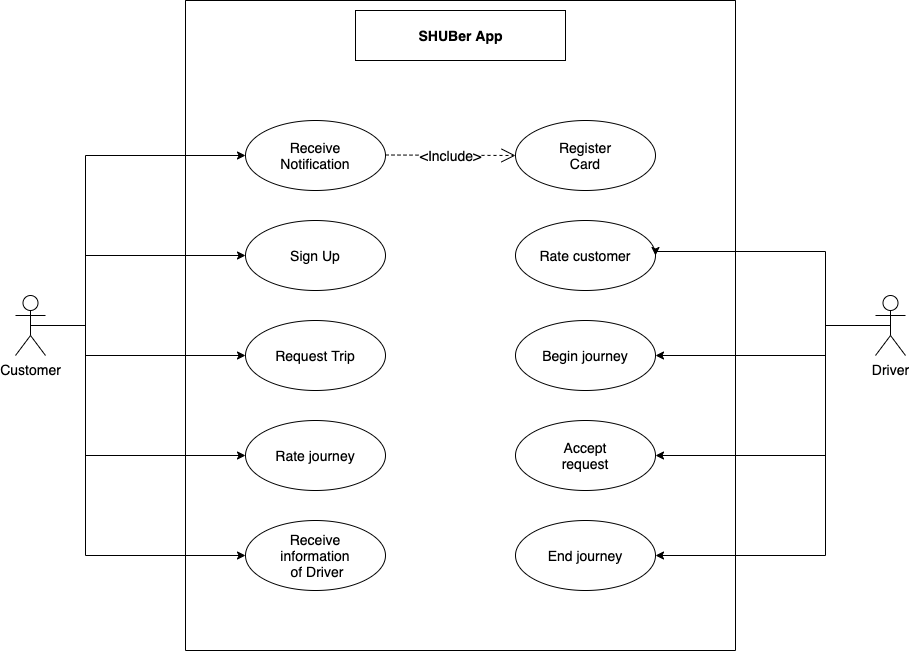 SHUBer App
Receive
Notification
<Include>
Register
Card
Sign Up
Rate customer
Customer
Request Trip
Begin journey
Driver
Rate journey
Accept
request
Receive
information
of Driver
End journey